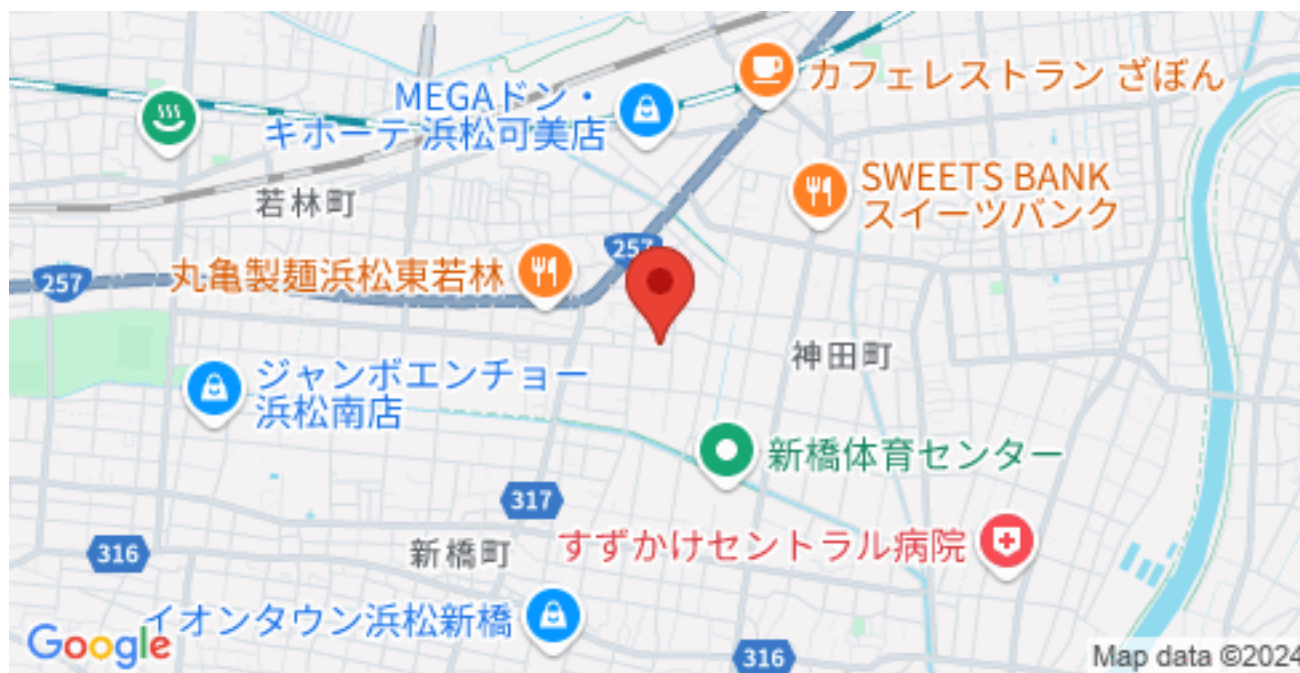 カフェレストラン ざぼん
MEGAドン・
キホーテ 浜松可美店
SWEETS BANK
スイーツバンク
若林町
257
257
丸亀製麺浜松東若林
神田町
ジャンボエンチョー
浜松南店
新橋体育センター
317
316
新橋町
すずかけセントラル病院
イオンタウン浜松新橋
316
Google
Map data ©2024